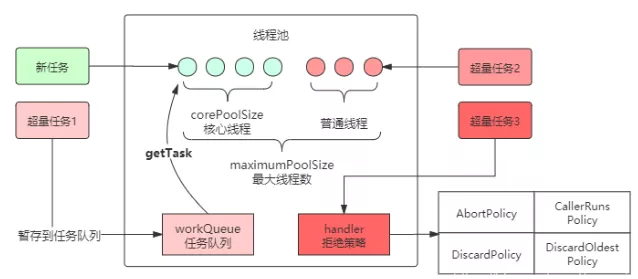 线程池
新任务
超量任务2
超量任务1
corePoolSize
核心线程
普通线程
超量任务3
getTask
maximumPoolSize
最大线程数
暂存到任务队列
workQueue
任务队列
handler
拒绝策略
AbortPolicy
CallerRuns
Policy
DiscardPolicy
DiscardOldest
Policy